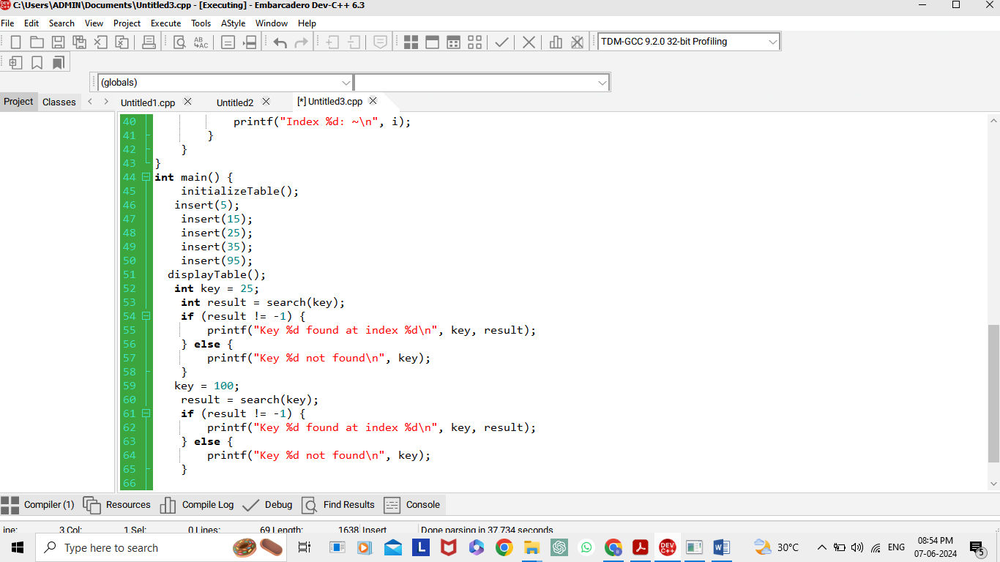 C:\Users\ADMIN\Documents\Untitled3.cpp - [Executing] - Embarcadero Dev-C++ 6.3
File Edit Search View Project Execute Tools AStyle Window Help
TDM-GCC 9.2.0 32-bit Profiling
(globals)
Project Classes Untitled1.cpp Untitled2 [*] Untitled3.cpp
40 printf("Index %d: ~\n", i);
41 }
42 }
43 }
44 int main() {
45 initializeTable();
46 insert(5);
47 insert(15);
48 insert(25);
49 insert(35);
50 insert(95);
51 displayTable();
52 int key = 25;
53 int result = search(key);
54 if (result != -1) {
55 printf("Key %d found at index %d\n", key, result);
56 } else {
57 printf("Key %d not found\n", key);
58 }
59 key = 100;
60 result = search(key);
61 if (result != -1) {
62 printf("Key %d found at index %d\n", key, result);
63 } else {
64 printf("Key %d not found\n", key);
65 }
66
Compiler (1) Resources Compile Log Debug Find Results Console
ine: 3 Col: 1 Sel: 0 Lines: 69 Length: 1638 Insert Done parsing in 37.734 seconds
Type here to search 30°C ENG 08:54 PM
07-06-2024 5